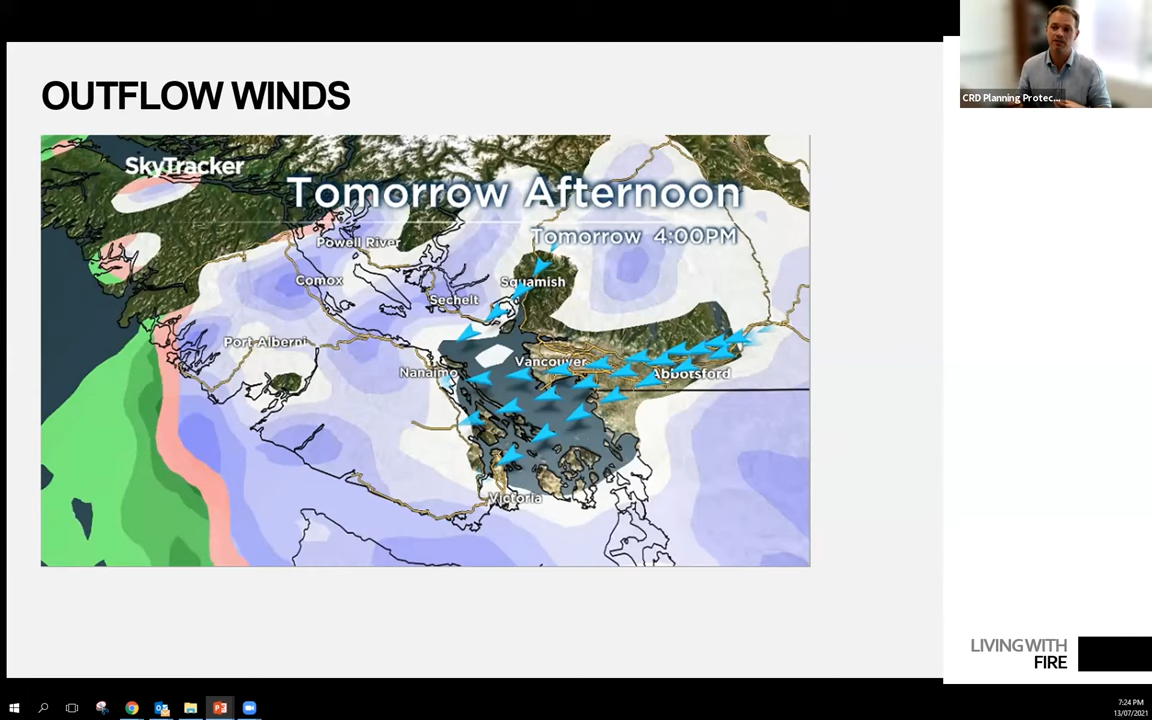 CRD Planning Protec...
OUTFLOW WINDS
SkyTracker
Tomorrow Afternoon
Tomorrow 4:00PM
Powell River
Comox
Squamish
Sechelt
Port Alberni
Vancouver
Nanaimo
Abbotsford
Victoria
LIVING WITH
FIRE
7:24 PM
13/07/2021